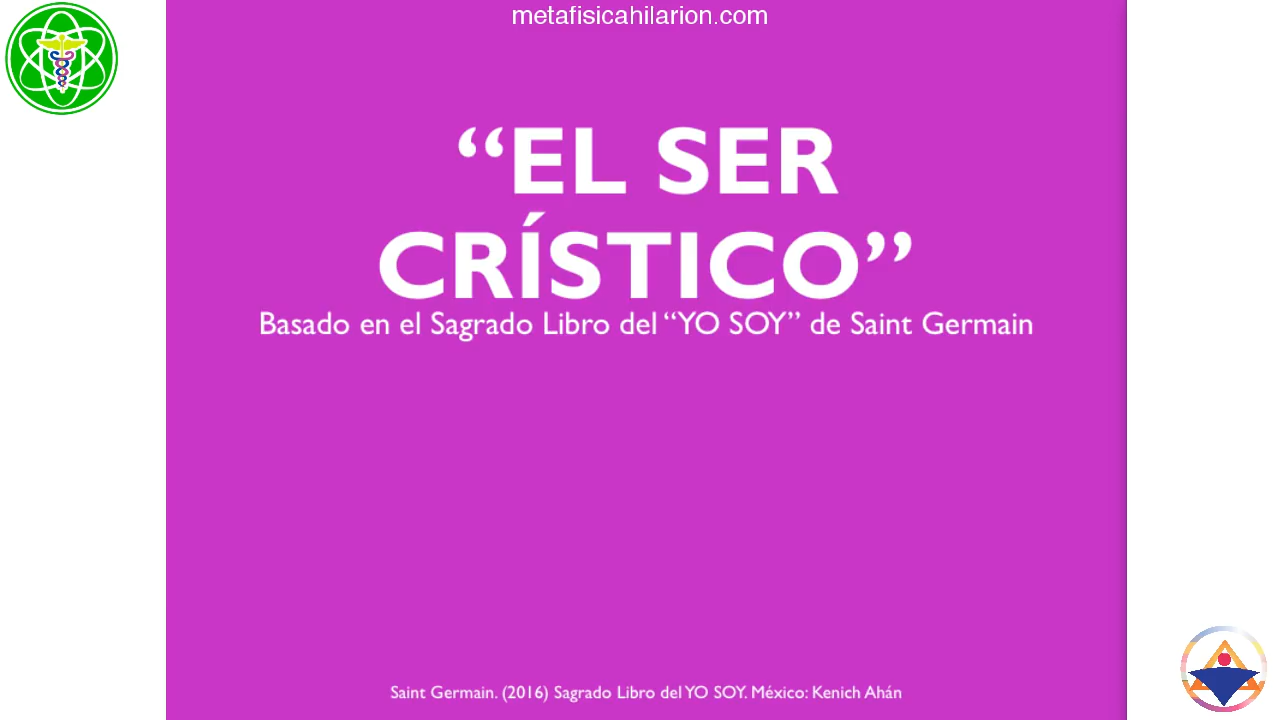 metafisicahilarion.com
“EL SER
CRÍSTICO”
Basado en el Sagrado Libro del “YO SOY” de Saint Germain
Saint Germain. (2016) Sagrado Libro del YO SOY. México: Kenich Ahán